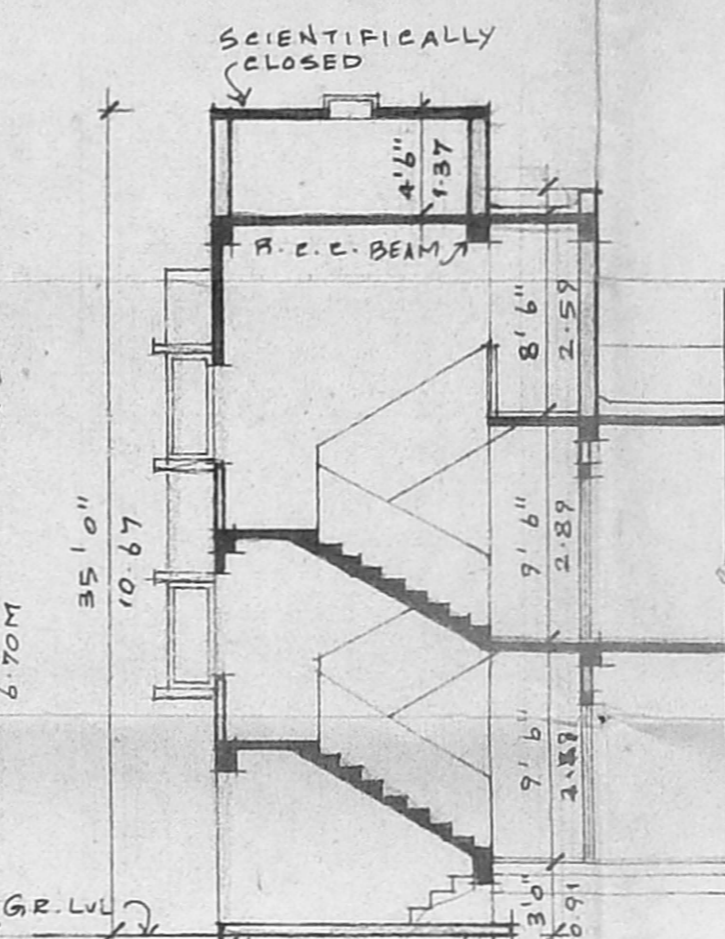 SCIENTIFICALLY
CLOSED
4'6"
1.37
R.C.C. BEAM
8'6"
2.59
35'0"
10.67
9'6"
2.89
6.70M
9'6"
GR. LVL
3'0"
0.91